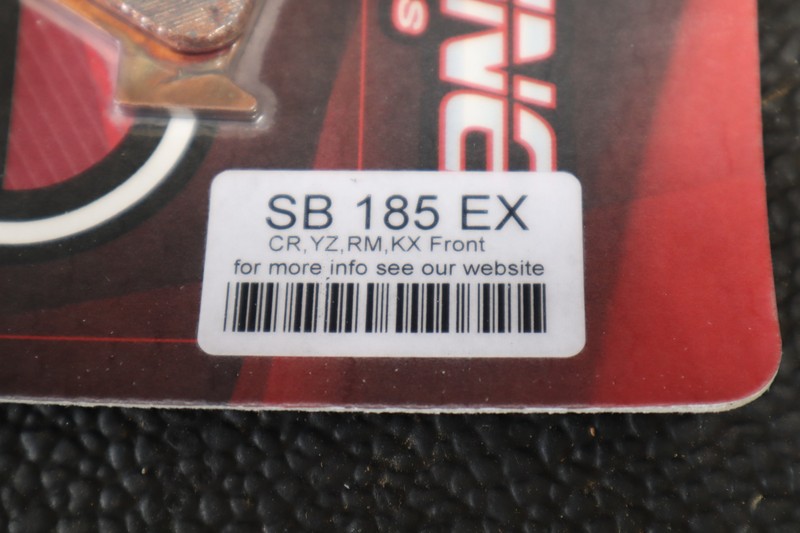 SB 185 EX
CR,YZ,RM,KX Front
for more info see our website